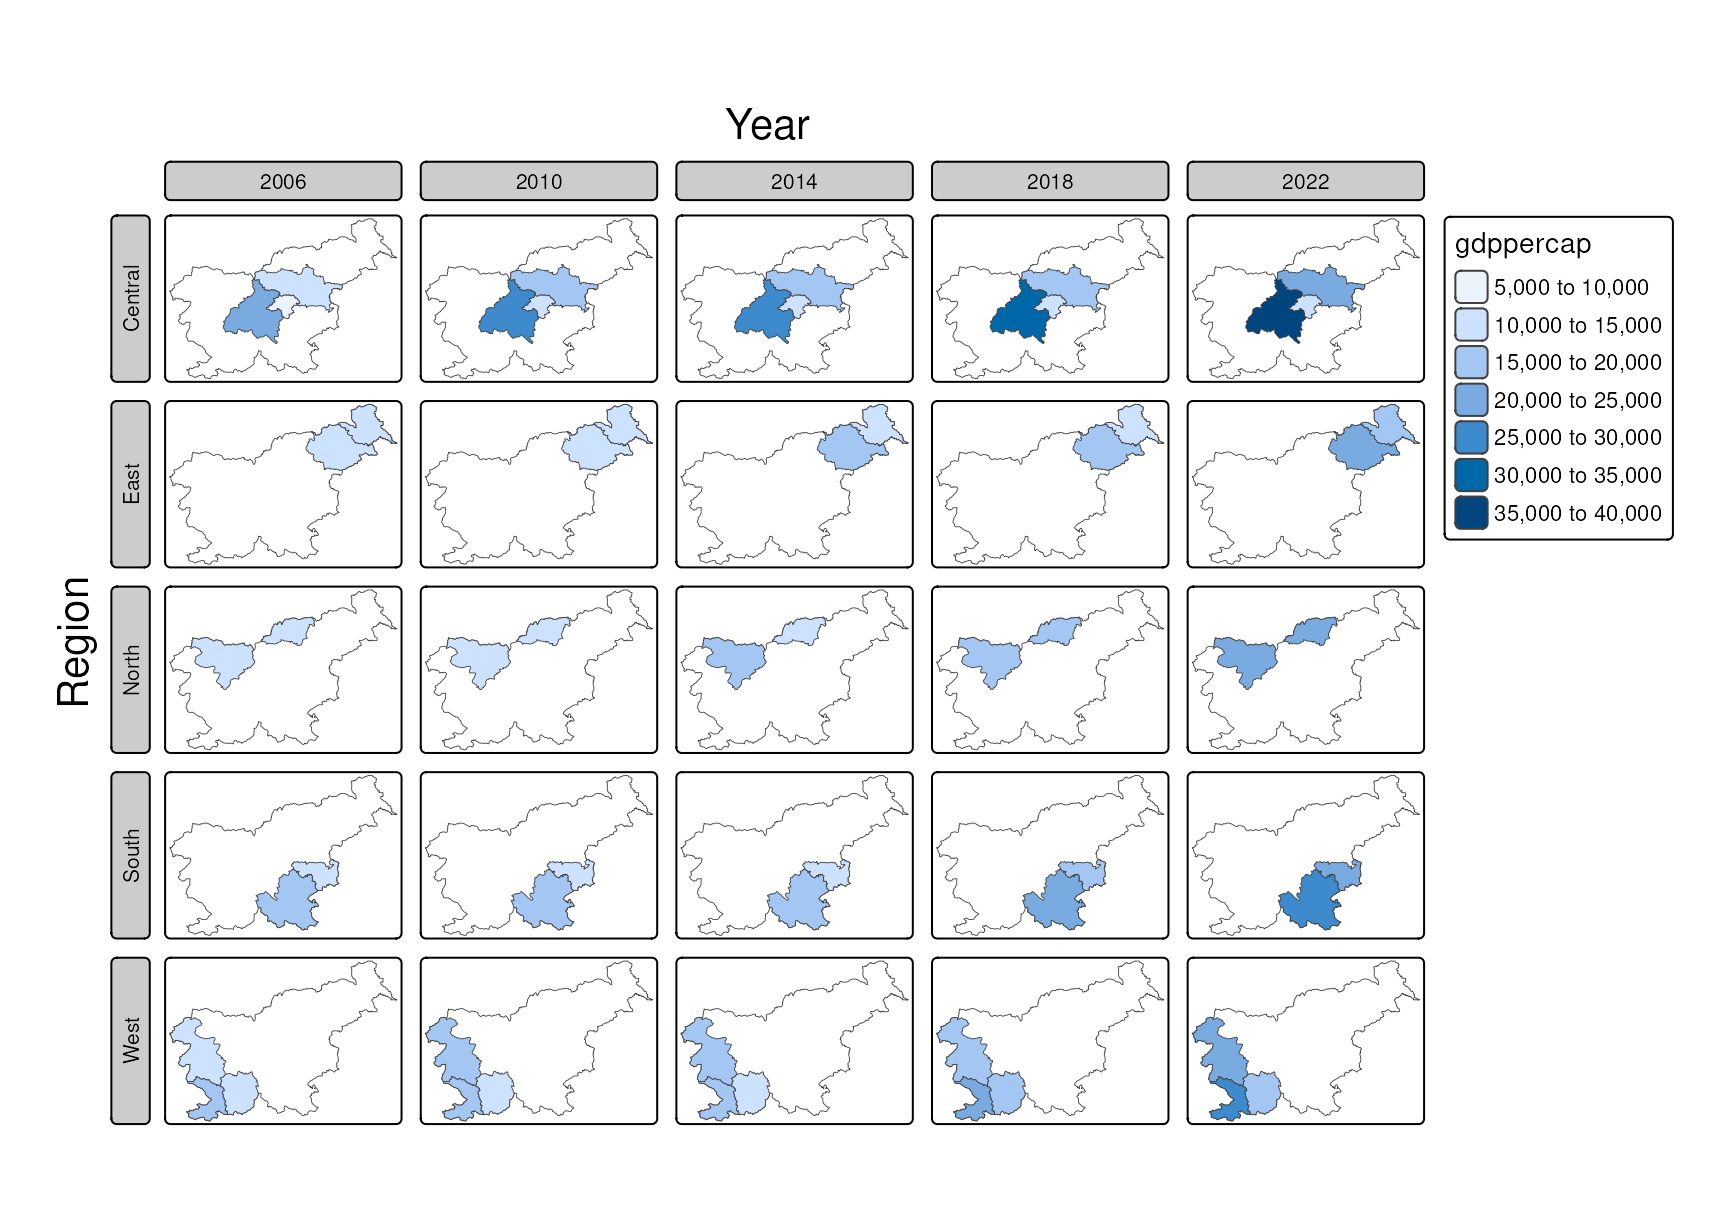 Year
2006
2010
2014
2018
2022
Region
Central
East
North
South
West
gdppercap
5,000 to 10,000
10,000 to 15,000
15,000 to 20,000
20,000 to 25,000
25,000 to 30,000
30,000 to 35,000
35,000 to 40,000